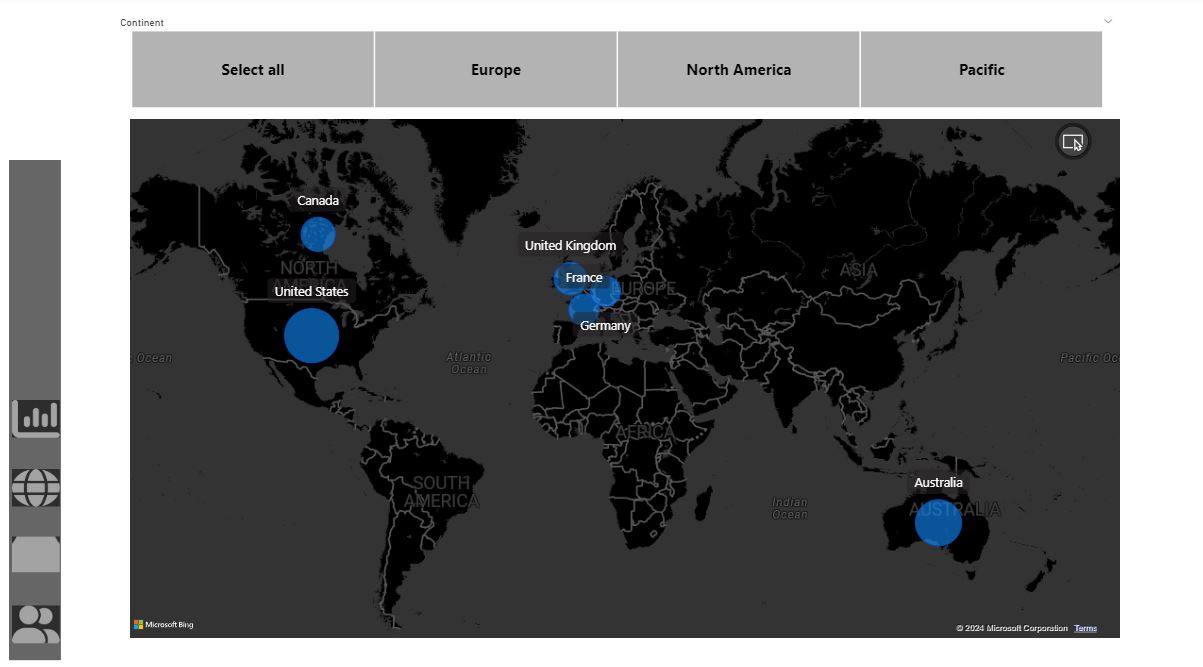 Continent
Select all
Europe
North America
Pacific
Canada
United Kingdom
NORTH
AMERICA
ASIA
France
EUROPE
United States
Germany
Ocean
Atlantic
Ocean
Pacific Oc
AFRICA
SOUTH
AMERICA
Australia
Indian
Ocean
AUSTRALIA
Microsoft Bing
© 2024 Microsoft Corporation Terms